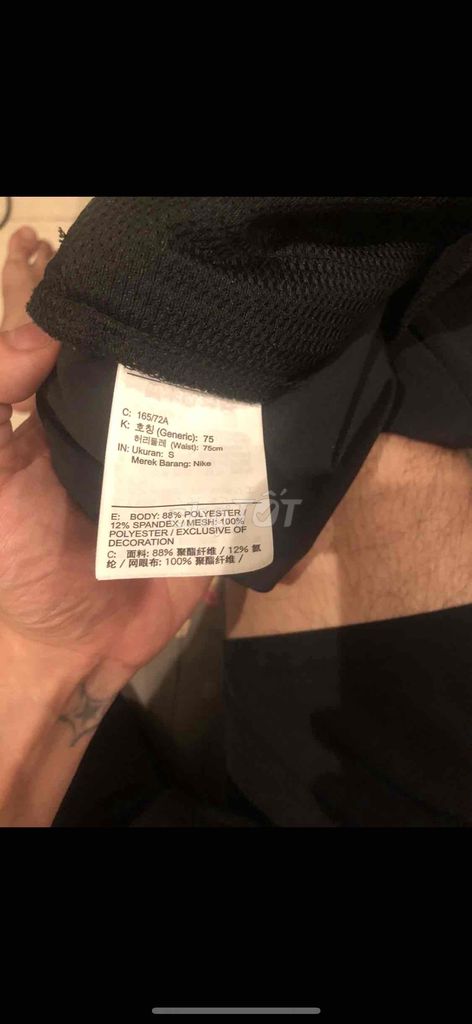 C: 165/72A
K: 호칭 (Generic): 75
허리둘레 (Waist): 75cm
IN: Ukuran: S
Merek Barang: Nike
E: BODY: 88% POLYESTER /
12% SPANDEX / MESH: 100%
POLYESTER / EXCLUSIVE OF
DECORATION
C: 面料: 88% 聚酯纤维 / 12% 氨
纶 / 网眼布: 100% 聚酯纤维 /
TỐT